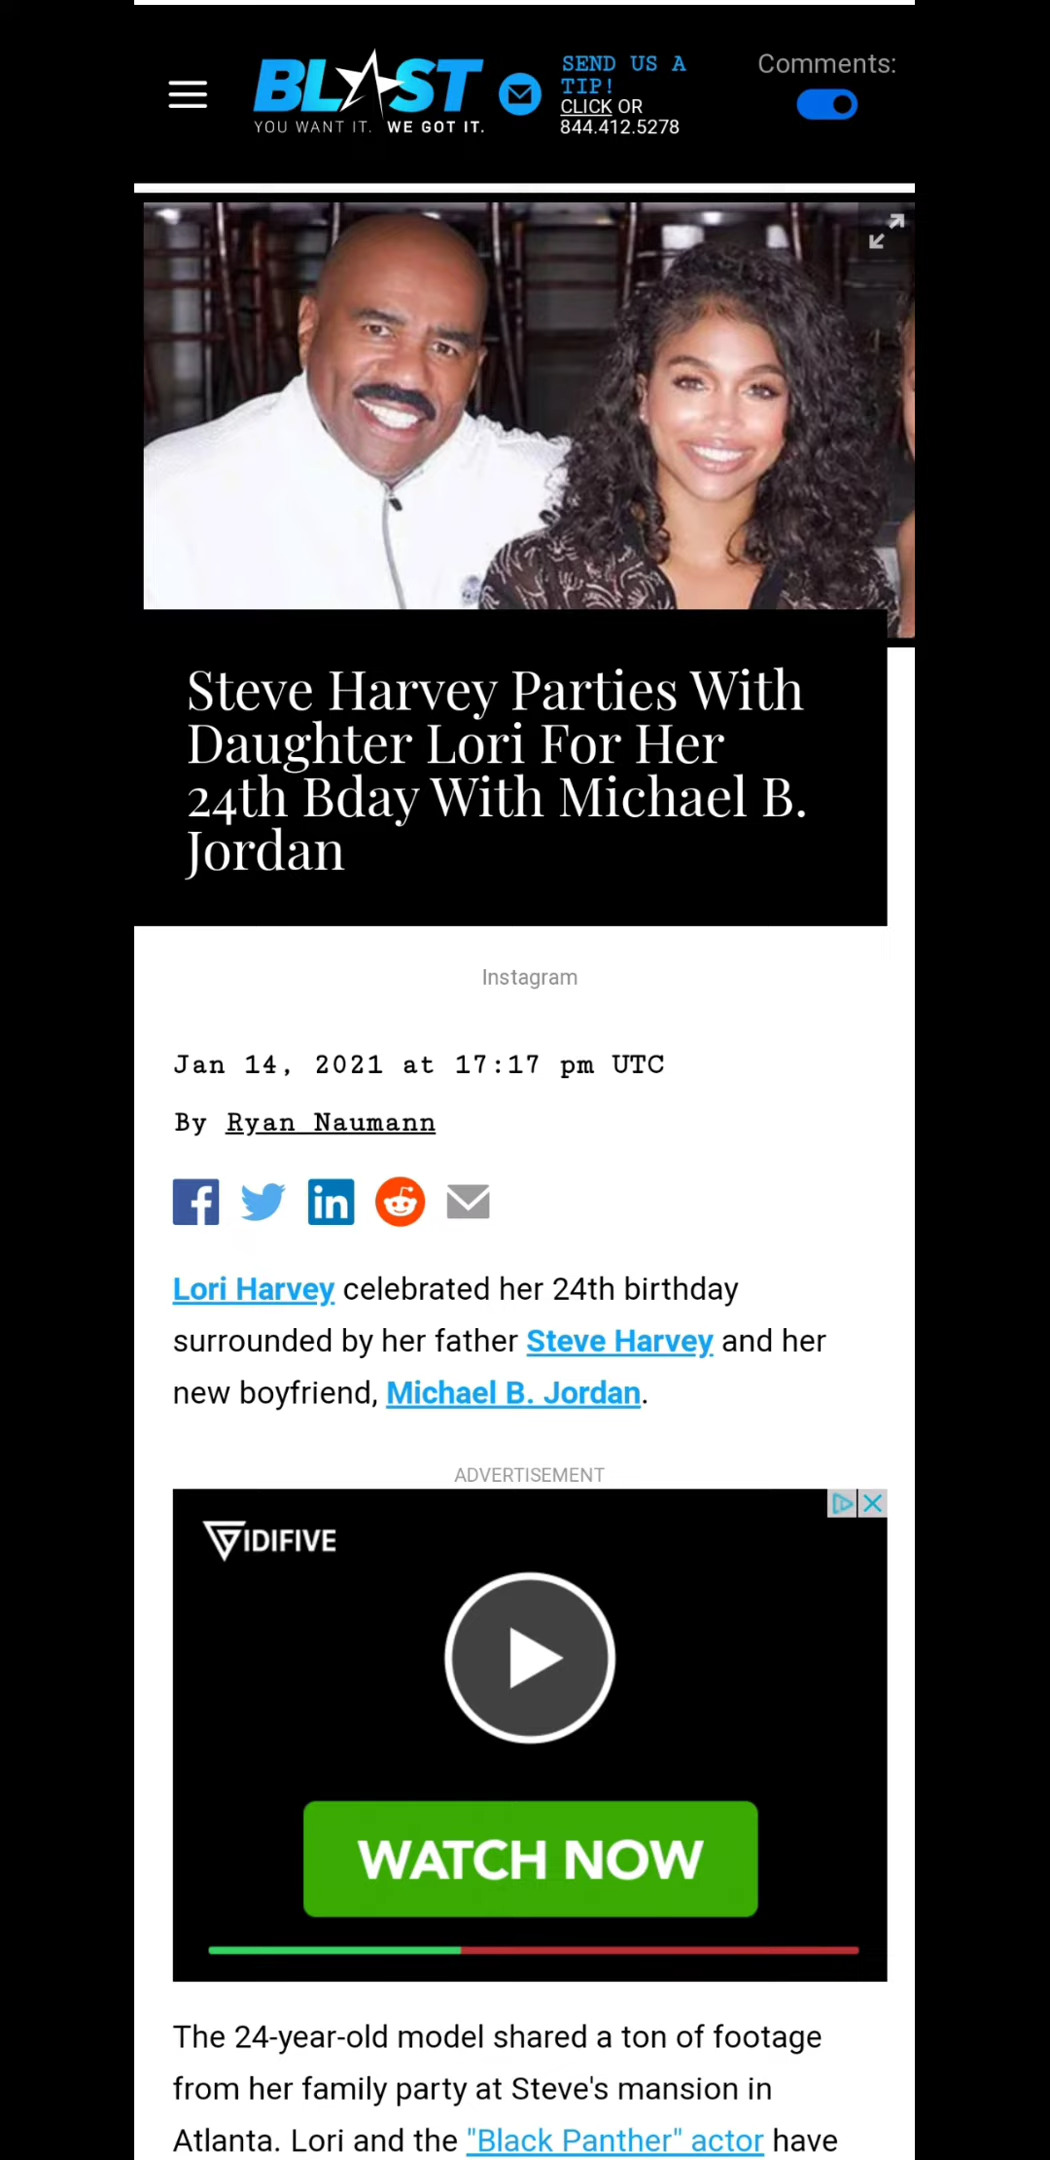 BLAST
YOU WANT IT. WE GOT IT.
SEND US A
TIP!
CLICK OR
844.412.5278
Comments:
Steve Harvey Parties With
Daughter Lori For Her
24th Bday With Michael B.
Jordan
Instagram
Jan 14, 2021 at 17:17 pm UTC
By Ryan Naumann
Lori Harvey celebrated her 24th birthday
surrounded by her father Steve Harvey and her
new boyfriend, Michael B. Jordan.
ADVERTISEMENT
VIDIFIVE
WATCH NOW
The 24-year-old model shared a ton of footage
from her family party at Steve's mansion in
Atlanta. Lori and the "Black Panther" actor have